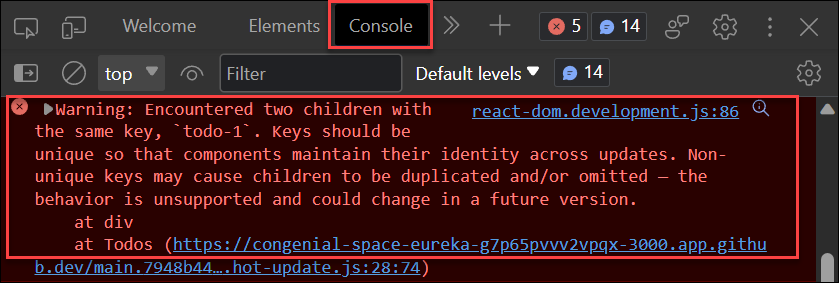 Welcome Elements Console 5 14
top Filter Default levels 14
Warning: Encountered two children with react-dom.development.js:86
the same key, `todo-1`. Keys should be
unique so that components maintain their identity across updates. Non-
unique keys may cause children to be duplicated and/or omitted — the
behavior is unsupported and could change in a future version.
at div
at Todos (https://congenial-space-eureka-g7p65pvvv2vpqx-3000.app.githu
b.dev/main.7948b44….hot-update.js:28:74)